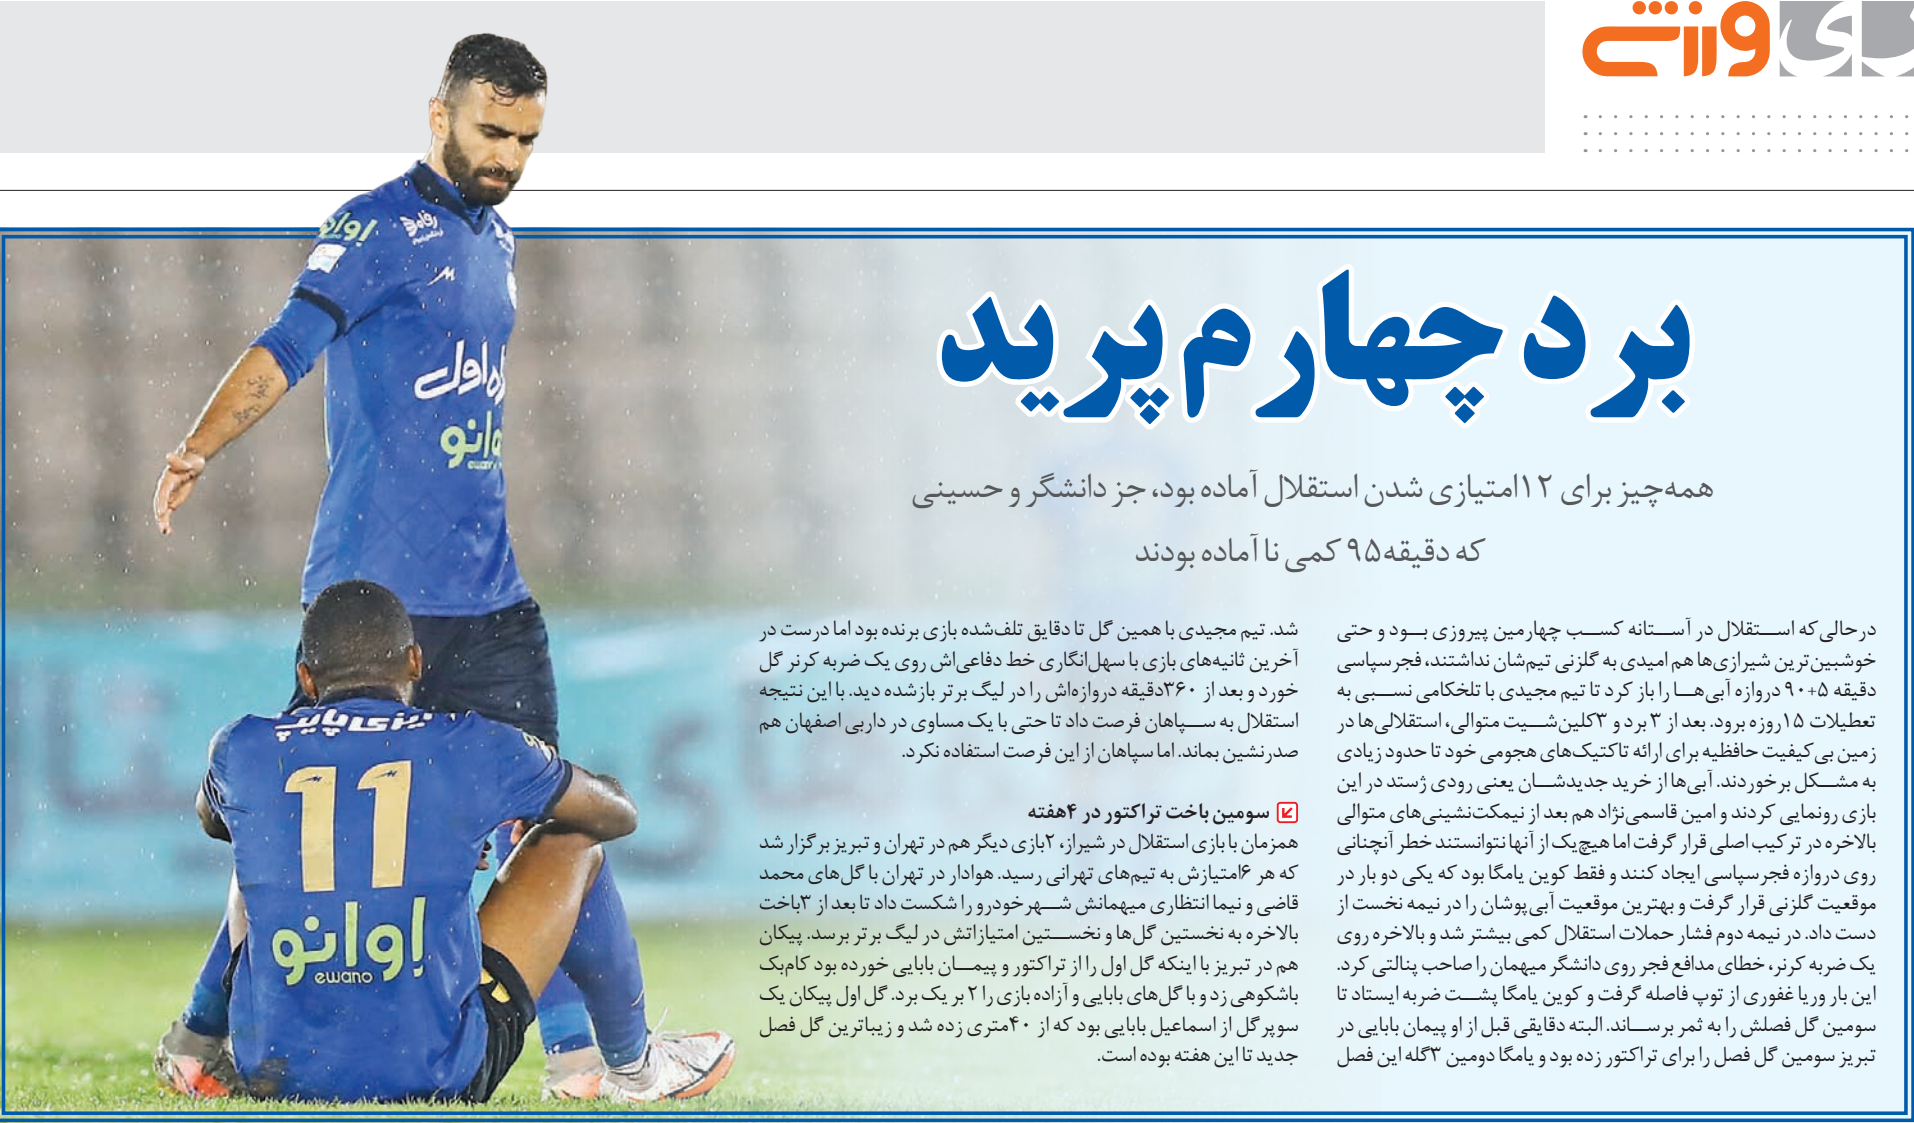 ی ورزشی
برد چهارم پرید
همه‌چیز برای ۱۲امتیازی شدن استقلال آماده بود، جز دانشگر و حسینی
که دقیقه۹۵ کمی نا آماده بودند
درحالی‌که استقلال در آستانه کسب چهارمین پیروزی بود و حتی
خوشبین‌ترین شیرازی‌ها هم امیدی به گلزنی تیم‌شان نداشتند، فجرسپاسی
دقیقه ۵+۹۰ دروازه آبی‌ها را باز کرد تا تیم مجیدی با تلخکامی نسبی به
تعطیلات ۱۵روزه برود. بعد از ۳برد و ۳کلین‌شیت متوالی، استقلالی‌ها در
زمین بی‌کیفیت حافظیه برای ارائه تاکتیک‌های هجومی خود تا حدود زیادی
به مشکل برخوردند. آبی‌ها از خرید جدیدشان یعنی رودی ژستد در این
بازی رونمایی کردند و امین قاسمی‌نژاد هم بعد از نیمکت‌نشینی‌های متوالی
بالاخره در ترکیب اصلی قرار گرفت اما هیچ‌یک از آنها نتوانستند خطر آنچنانی
روی دروازه فجرسپاسی ایجاد کنند و فقط کوین یامگا بود که یکی دو بار در
موقعیت گلزنی قرار گرفت و بهترین موقعیت آبی‌پوشان را در نیمه نخست از
دست داد. در نیمه دوم فشار حملات استقلال کمی بیشتر شد و بالاخره روی
یک ضربه کرنر، خطای مدافع فجر روی دانشگر میهمان را صاحب پنالتی کرد.
این بار وریا غفوری از توپ فاصله گرفت و کوین یامگا پشت ضربه ایستاد تا
سومین گل فصلش را به ثمر برساند. البته دقایقی قبل از او پیمان بابایی در
تبریز سومین گل فصل را برای تراکتور زده بود و یامگا دومین ۳گله این فصل
شد. تیم مجیدی با همین گل تا دقایق تلف‌شده بازی برنده بود اما درست در
آخرین ثانیه‌های بازی با سهل‌انگاری خط دفاعی‌اش روی یک ضربه کرنر گل
خورد و بعد از ۳۶۰دقیقه دروازه‌اش را در لیگ برتر بازشده دید. با این نتیجه
استقلال به سپاهان فرصت داد تا حتی با یک مساوی در داربی اصفهان هم
صدرنشین بماند. اما سپاهان از این فرصت استفاده نکرد.
سومین باخت تراکتور در ۴هفته
همزمان با بازی استقلال در شیراز، ۲بازی دیگر هم در تهران و تبریز برگزار شد
که هر ۶امتیازش به تیم‌های تهرانی رسید. هوادار در تهران با گل‌های محمد
قاضی و نیما انتظاری میهمانش شهرخودرو را شکست داد تا بعد از ۳باخت
بالاخره به نخستین گل‌ها و نخستین امتیازاتش در لیگ برتر برسد. پیکان
هم در تبریز با اینکه گل اول را از تراکتور و پیمان بابایی خورده بود کام‌بک
باشکوهی زد و با گل‌های بابایی و آزاده بازی را ۲ بر یک برد. گل اول پیکان یک
سوپرگل از اسماعیل بابایی بود که از ۴۰متری زده شد و زیباترین گل فصل
جدید تا این هفته بوده است.
اوانو
رفاه
اه اول
اوانو
ewano
ریزی پایپ
11
اوانو
ewano